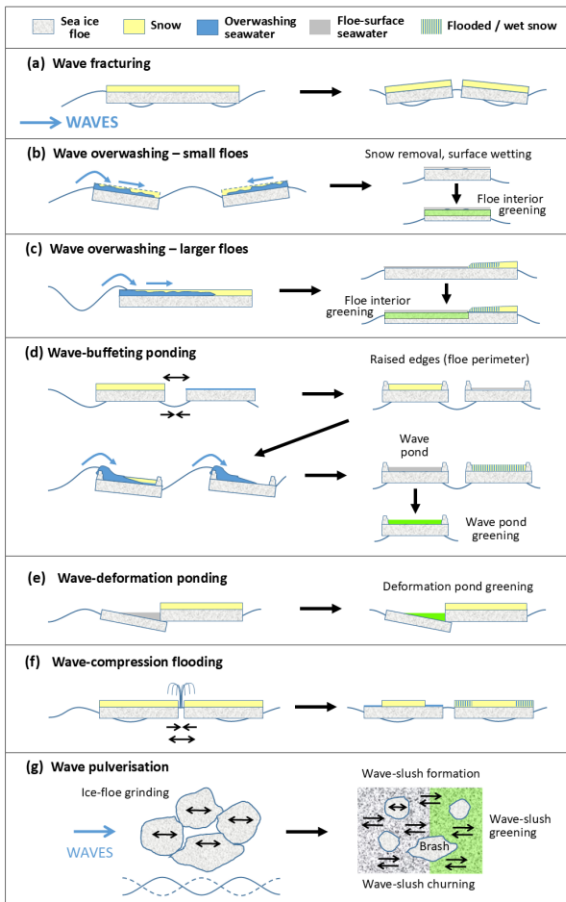 Sea ice floe
Snow
Overwashing seawater
Floe-surface seawater
Flooded / wet snow
(a) Wave fracturing
WAVES
(b) Wave overwashing – small floes
Snow removal, surface wetting
Floe interior
greening
(c) Wave overwashing – larger floes
Floe interior
greening
(d) Wave-buffeting ponding
Raised edges (floe perimeter)
Wave
pond
Wave pond
greening
(e) Wave-deformation ponding
Deformation pond greening
(f) Wave-compression flooding
(g) Wave pulverisation
Ice-floe grinding
WAVES
Wave-slush formation
Wave-slush
greening
Brash
Wave-slush churning